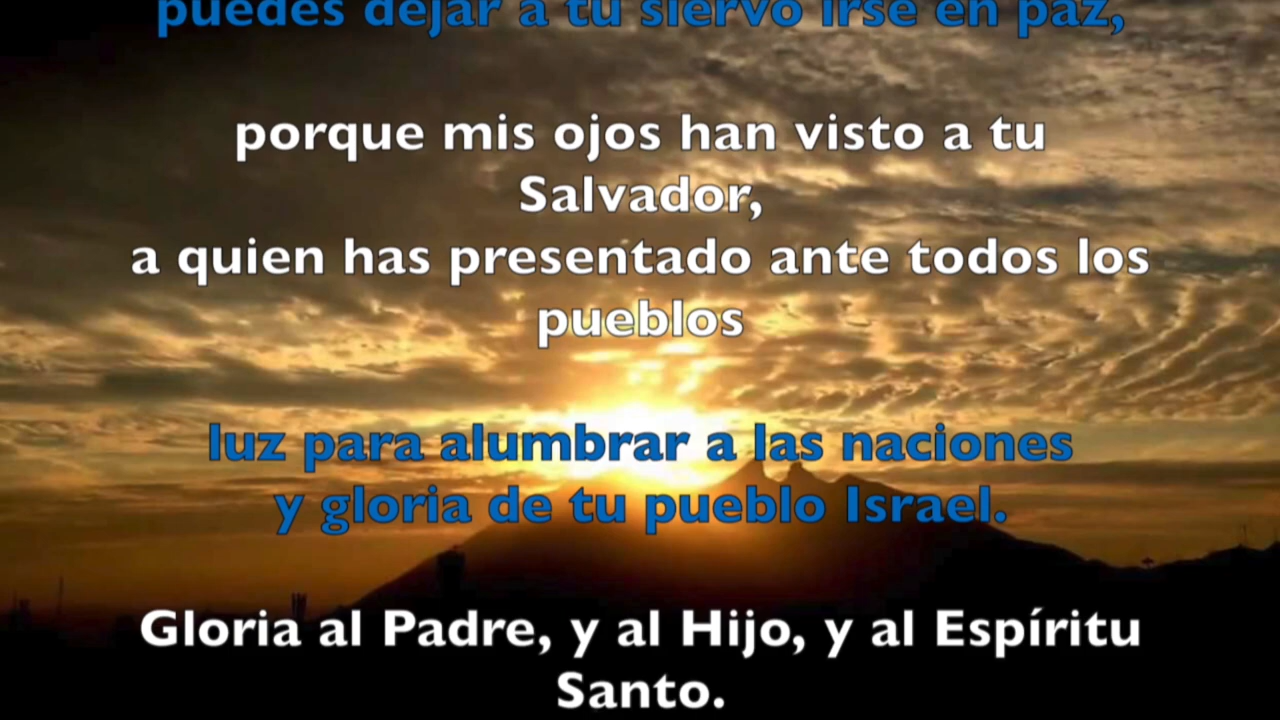 puedes dejar a tu siervo irse en paz,
porque mis ojos han visto a tu
Salvador,
a quien has presentado ante todos los
pueblos
luz para alumbrar a las naciones
y gloria de tu pueblo Israel.
Gloria al Padre, y al Hijo, y al Espíritu
Santo.